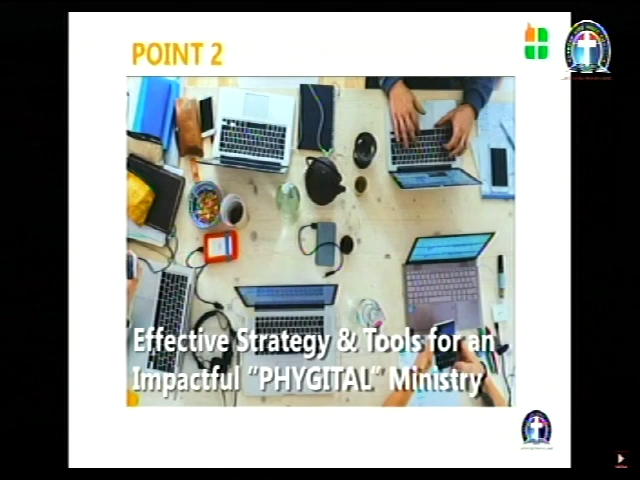 POINT 2
Effective Strategy & Tools for an
Impactful "PHYGITAL" Ministry